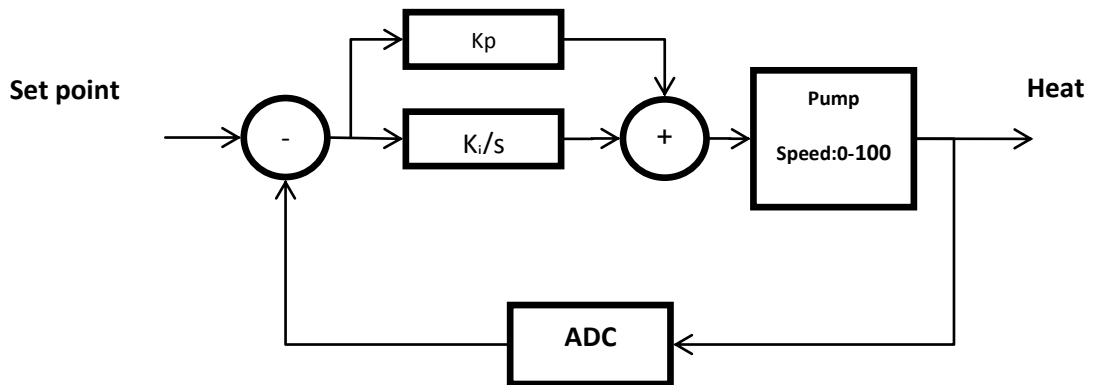 Kp
Set point
Heat
Pump
-
Kᵢ/s
+
Speed:0-100
ADC